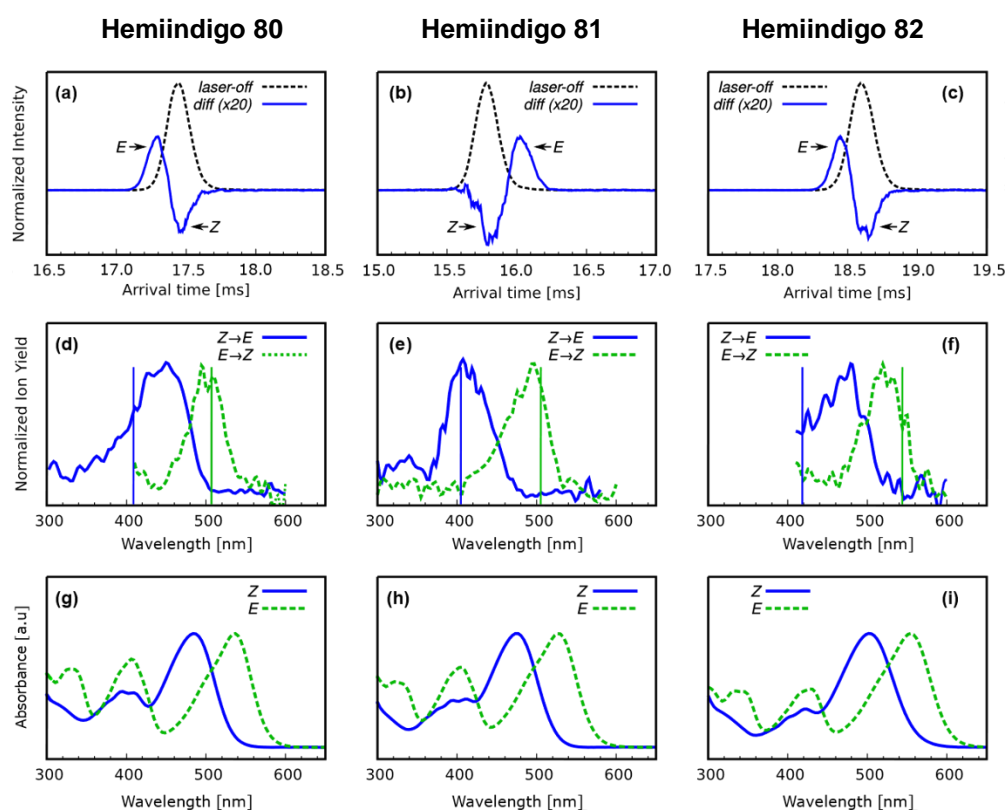 Hemiindigo 80 Hemiindigo 81 Hemiindigo 82
(a) laser-off diff (x20) E Z
(b) laser-off diff (x20) E Z
laser-off diff (x20) (c) E Z
Normalized Intensity
16.5 17.0 17.5 18.0 18.5
15.0 15.5 16.0 16.5 17.0
17.5 18.0 18.5 19.0 19.5
Arrival time [ms] Arrival time [ms] Arrival time [ms]
(d) Z→E E→Z
(e) Z→E E→Z
Z→E E→Z (f)
Normalized Ion Yield
300 400 500 600
300 400 500 600
300 400 500 600
Wavelength [nm] Wavelength [nm] Wavelength [nm]
(g) Z E
(h) Z E
Z E (i)
Absorbance [a.u]
300 400 500 600
300 400 500 600
300 400 500 600
Wavelength [nm] Wavelength [nm] Wavelength [nm]